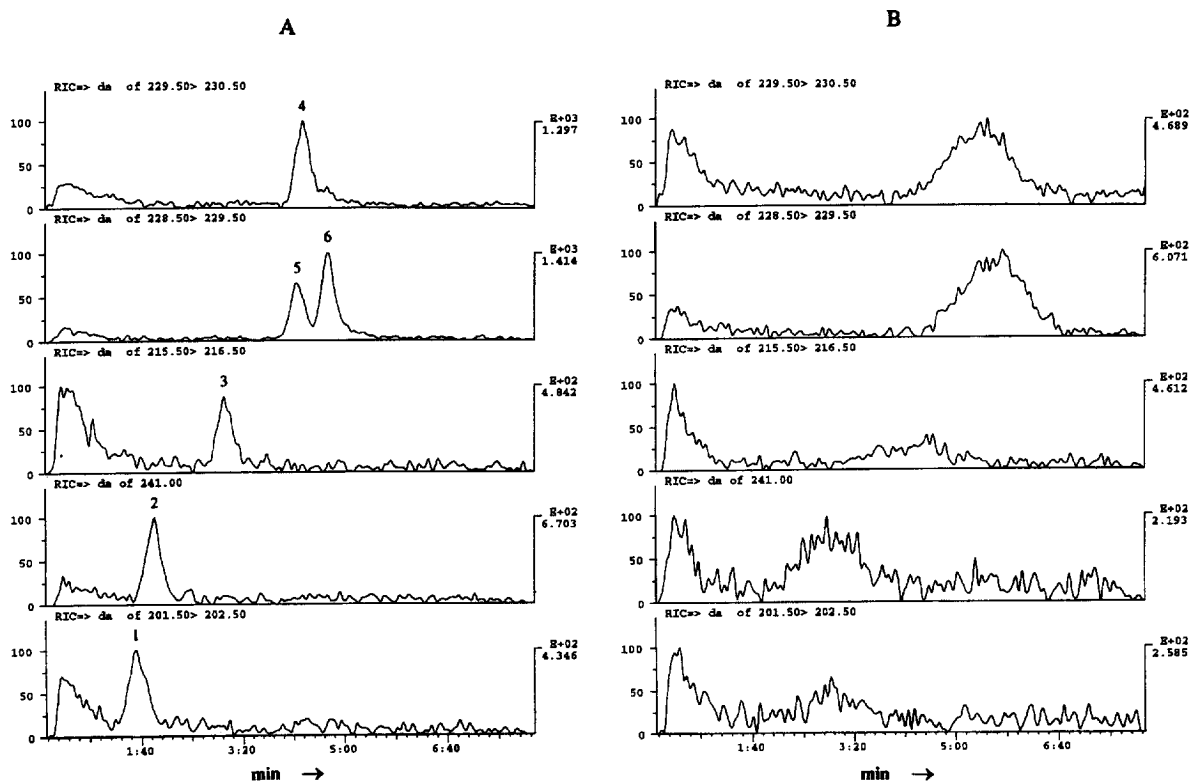 A
RIC=> da of 229.50> 230.50
4
100
50
0
E+03
1.297
RIC=> da of 228.50> 229.50
5
6
100
50
0
E+03
1.414
RIC=> da of 215.50> 216.50
3
100
50
0
E+02
4.842
RIC=> da of 241.00
2
100
50
0
E+02
6.703
RIC=> da of 201.50> 202.50
1
100
50
0
E+02
4.346
1:40 3:20 5:00 6:40
min →
B
RIC=> da of 229.50> 230.50
100
50
0
E+02
4.689
RIC=> da of 228.50> 229.50
100
50
0
E+02
6.071
RIC=> da of 215.50> 216.50
100
50
0
E+02
4.612
RIC=> da of 241.00
100
50
0
E+02
2.193
RIC=> da of 201.50> 202.50
100
50
0
E+02
2.585
1:40 3:20 5:00 6:40
min →